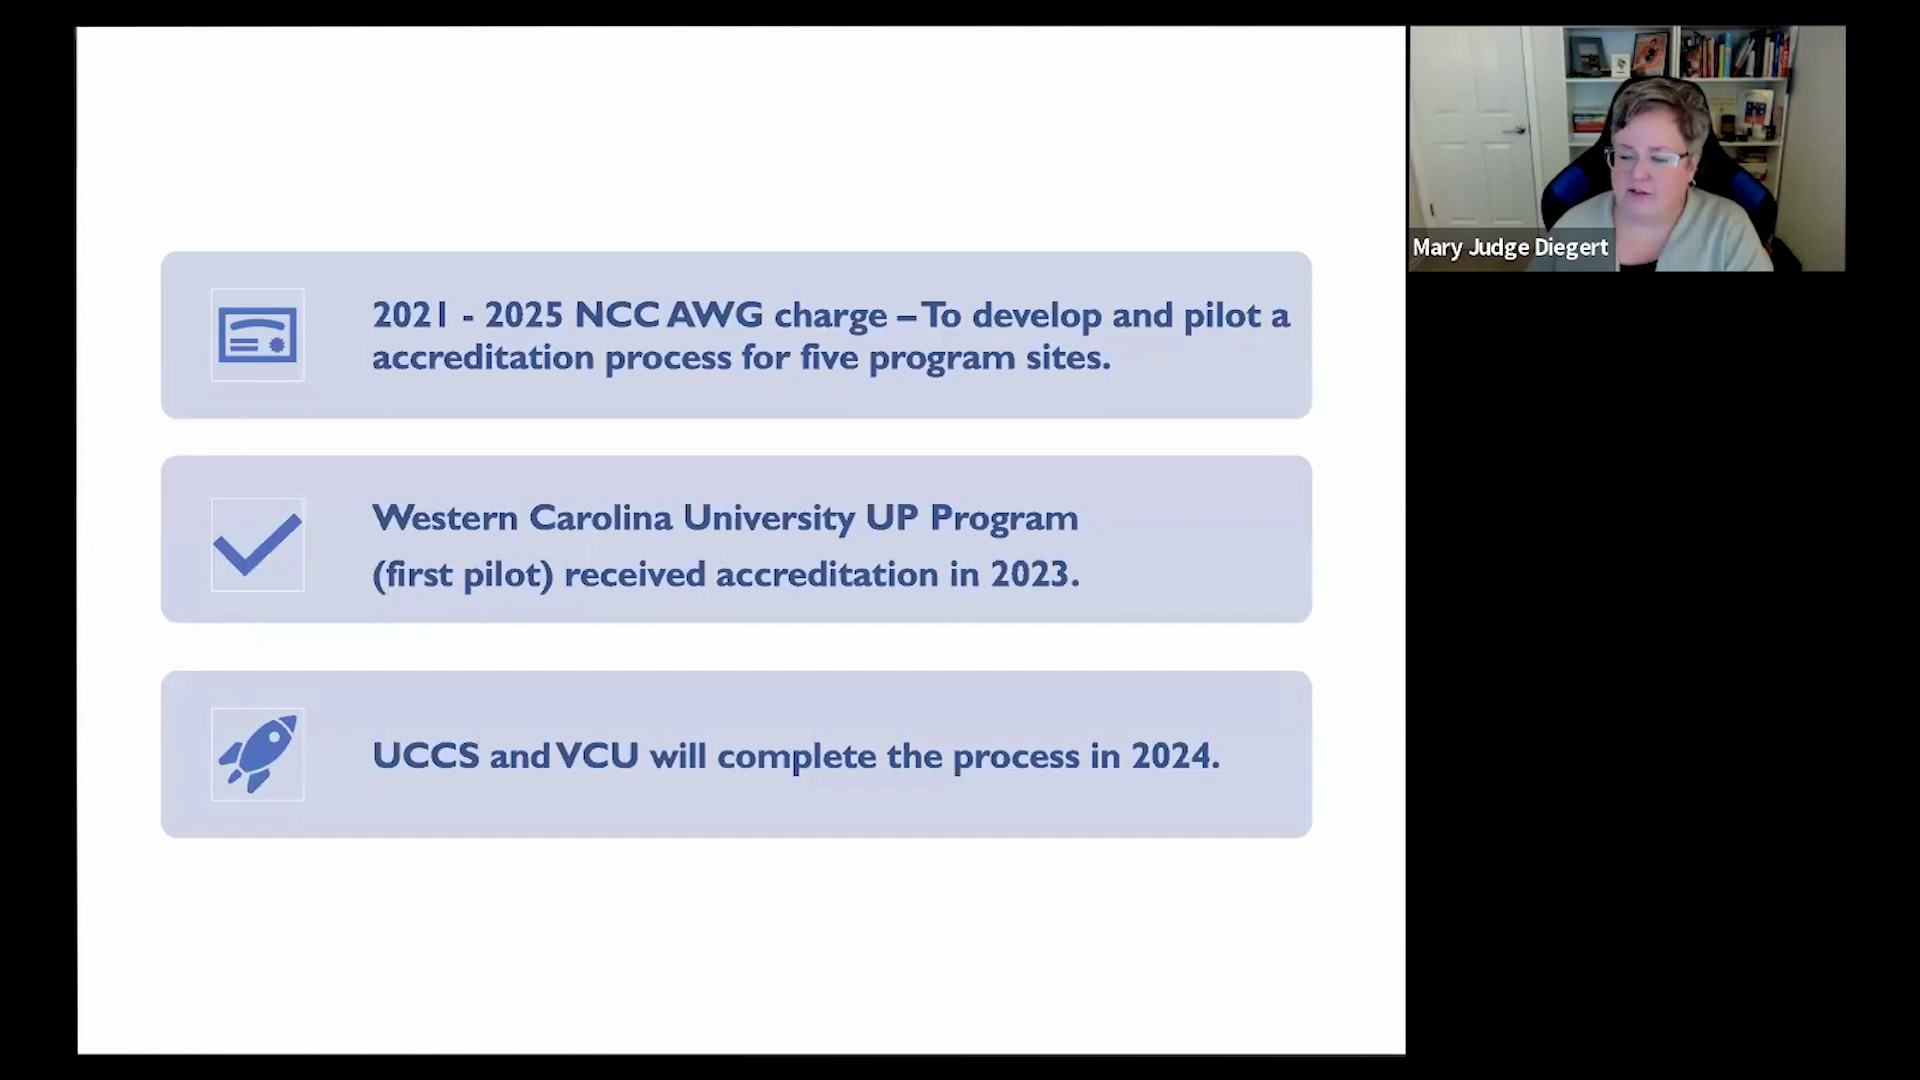 2021 - 2025 NCC AWG charge – To develop and pilot a
accreditation process for five program sites.
Western Carolina University UP Program
(first pilot) received accreditation in 2023.
UCCS and VCU will complete the process in 2024.
Mary Judge Diegert